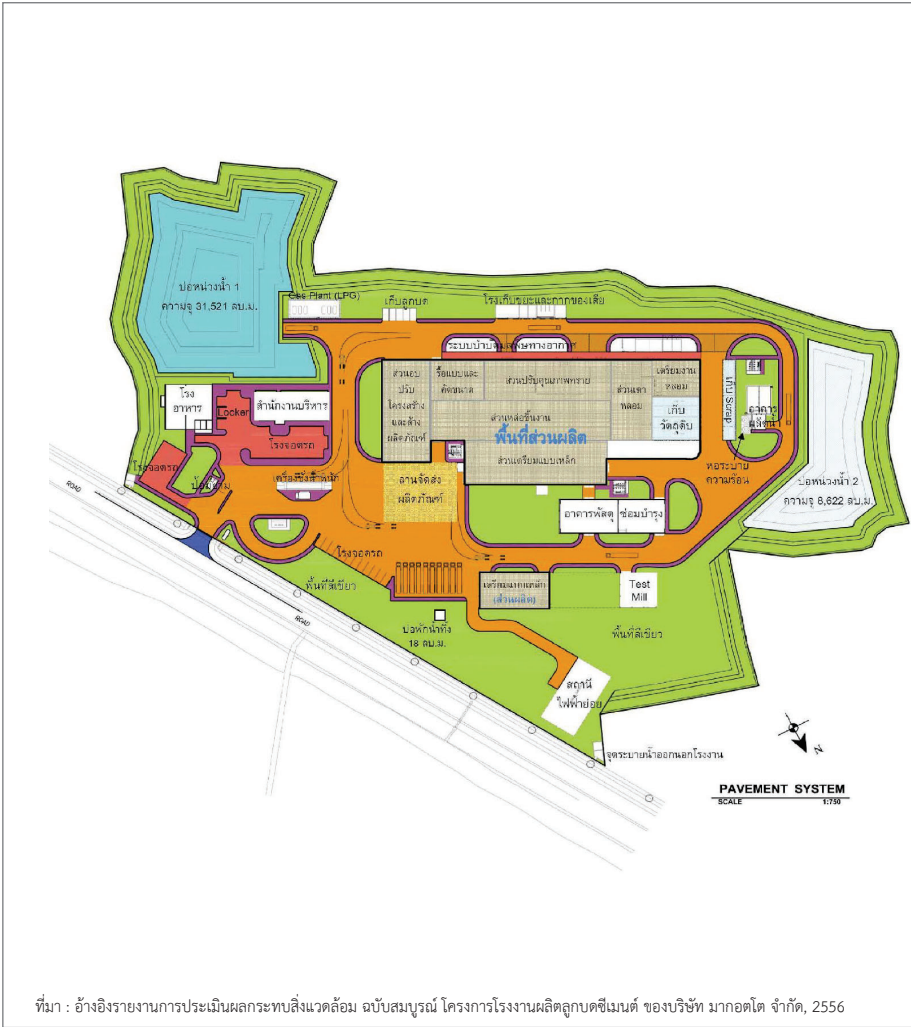 บ่อหน่วงน้ำ 1
ความจุ 31,521 ลบ.ม.
Gas Plant (LPG)
เก็บลูกบด
โรงเก็บขยะและกากของเสีย
ระบบบำบัดมลพิษทางอากาศ
ส่วนอบ
ปรับ
โครงสร้าง
และล้าง
ผลิตภัณฑ์
รื้อแบบและ
คัดขนาด
ส่วนปรับคุณภาพทราย
ส่วนเตา
หลอม
เตรียมงาน
หลอม
เก็บ
วัตถุดิบ
ส่วนหล่อชิ้นงาน
พื้นที่ส่วนผลิต
ส่วนเตรียมแบบเหล็ก
เก็บ Scrap
อาคาร
ผลิตน้ำ
หอระบาย
ความร้อน
บ่อหน่วงน้ำ 2
ความจุ 8,622 ลบ.ม.
โรง
อาหาร
Locker
สำนักงานบริหาร
โรงจอดรถ
โรงจอดรถ
ป้อมยาม
เครื่องชั่งน้ำหนัก
ลานจัดส่ง
ผลิตภัณฑ์
อาคารพัสดุ
ซ่อมบำรุง
ROAD
โรงจอดรถ
พื้นที่สีเขียว
เตรียมแบบเหล็ก
(ส่วนผลิต)
Test
Mill
ROAD
บ่อพักน้ำทิ้ง
18 ลบ.ม.
พื้นที่สีเขียว
สถานี
ไฟฟ้าย่อย
จุดระบายน้ำออกนอกโรงงาน
N
PAVEMENT SYSTEM
SCALE 1:750
ที่มา : อ้างอิงรายงานการประเมินผลกระทบสิ่งแวดล้อม ฉบับสมบูรณ์ โครงการโรงงานผลิตลูกบดซีเมนต์ ของบริษัท มากอตโต จำกัด, 2556